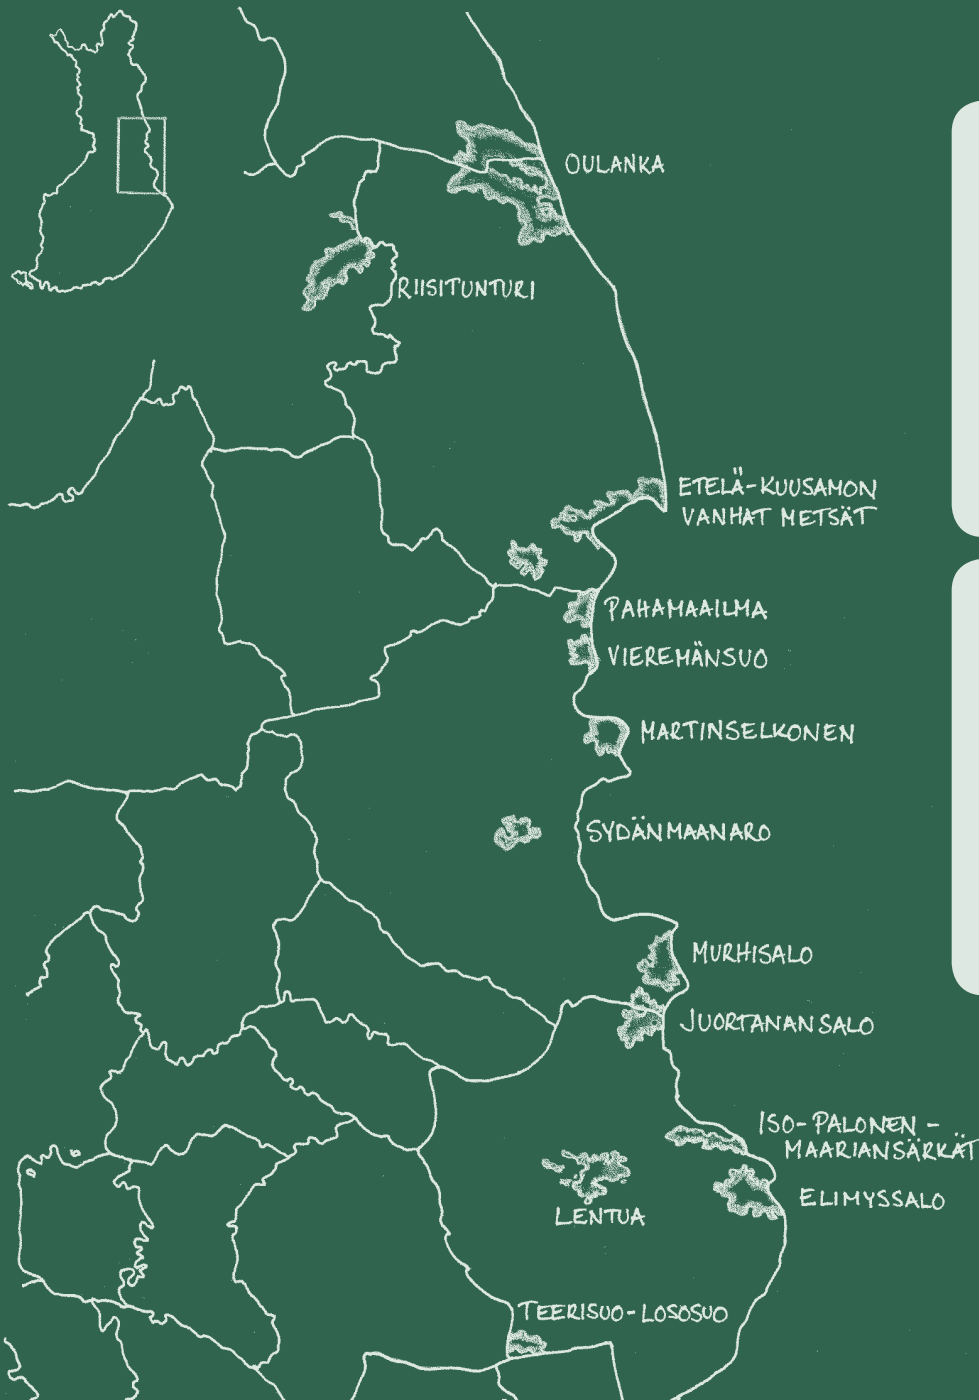 OULANKA
RIISITUNTURI
ETELÄ-KUUSAMON
VANHAT METSÄT
PAHAMAAILMA
VIEREMÄNSUO
MARTINSELKONEN
SYDÄNMAANARO
MURHISALO
JUORTANANSALO
ISO-PALONEN-
MAARIANSÄRKÄT
ELIMYSSALO
LENTUA
TEERISUO-LOSOSUO